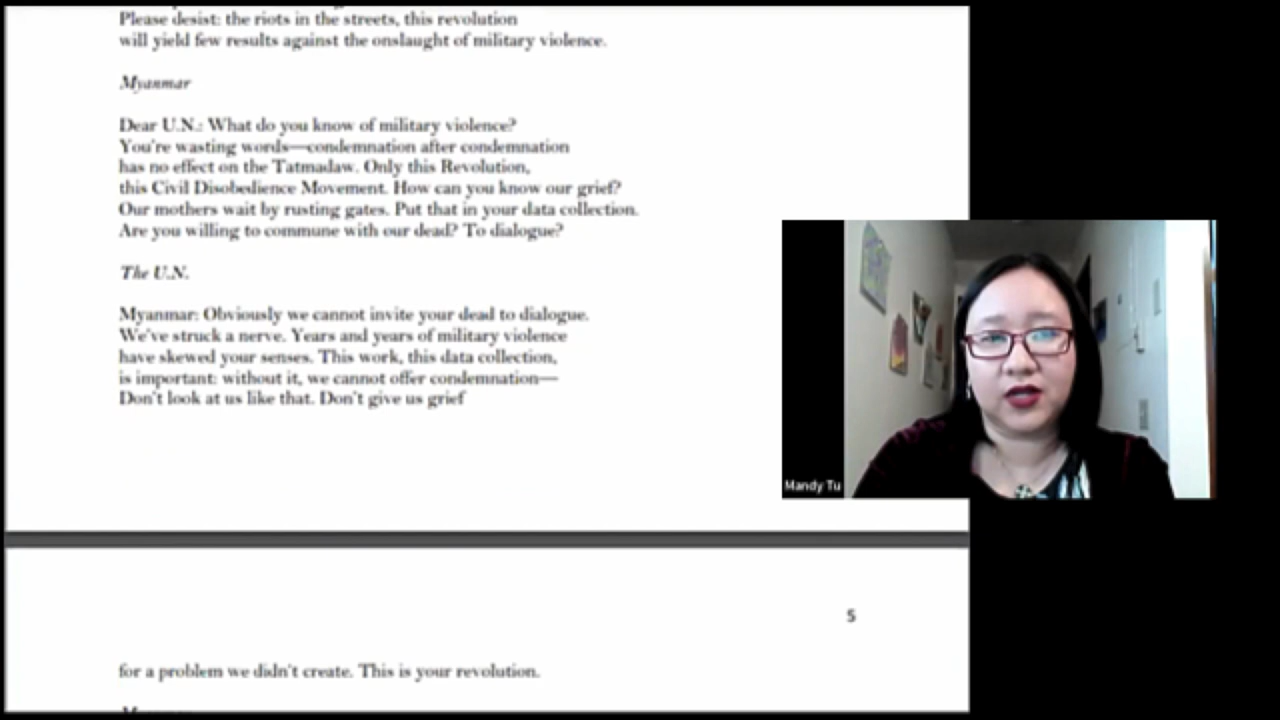 Please desist: the riots in the streets, this revolution
will yield few results against the onslaught of military violence.
Myanmar
Dear U.N.: What do you know of military violence?
You're wasting words—condemnation after condemnation
has no effect on the Tatmadaw. Only this Revolution,
this Civil Disobedience Movement. How can you know our grief?
Our mothers wait by rusting gates. Put that in your data collection.
Are you willing to commune with our dead? To dialogue?
The U.N.
Myanmar: Obviously we cannot invite your dead to dialogue.
We've struck a nerve. Years and years of military violence
have skewed your senses. This work, this data collection,
is important: without it, we cannot offer condemnation—
Don't look at us like that. Don't give us grief
5
for a problem we didn't create. This is your revolution.
Mandy Tu